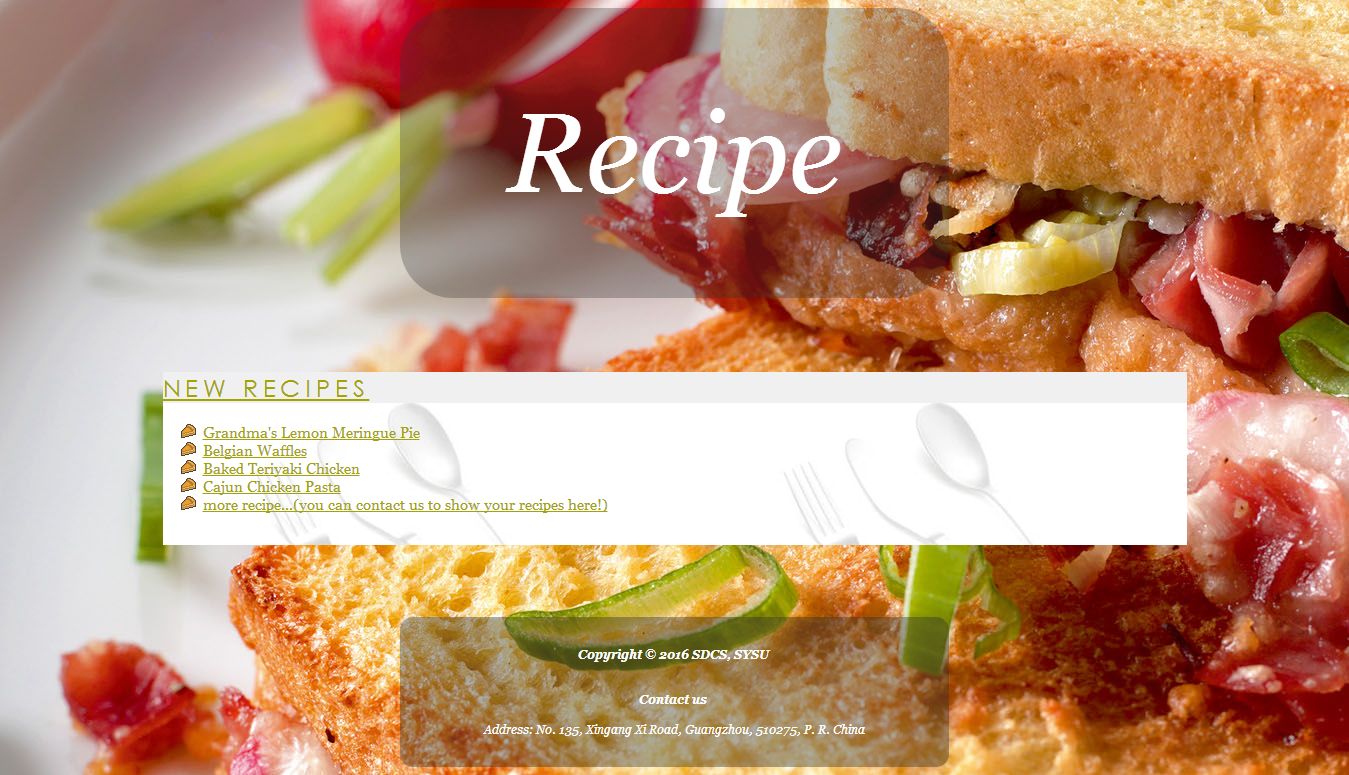 Recipe
NEW RECIPES
Grandma's Lemon Meringue Pie
Belgian Waffles
Baked Teriyaki Chicken
Cajun Chicken Pasta
more recipe...(you can contact us to show your recipes here!)
Copyright © 2016 SDCS, SYSU
Contact us
Address: No. 135, Xingang Xi Road, Guangzhou, 510275, P. R. China